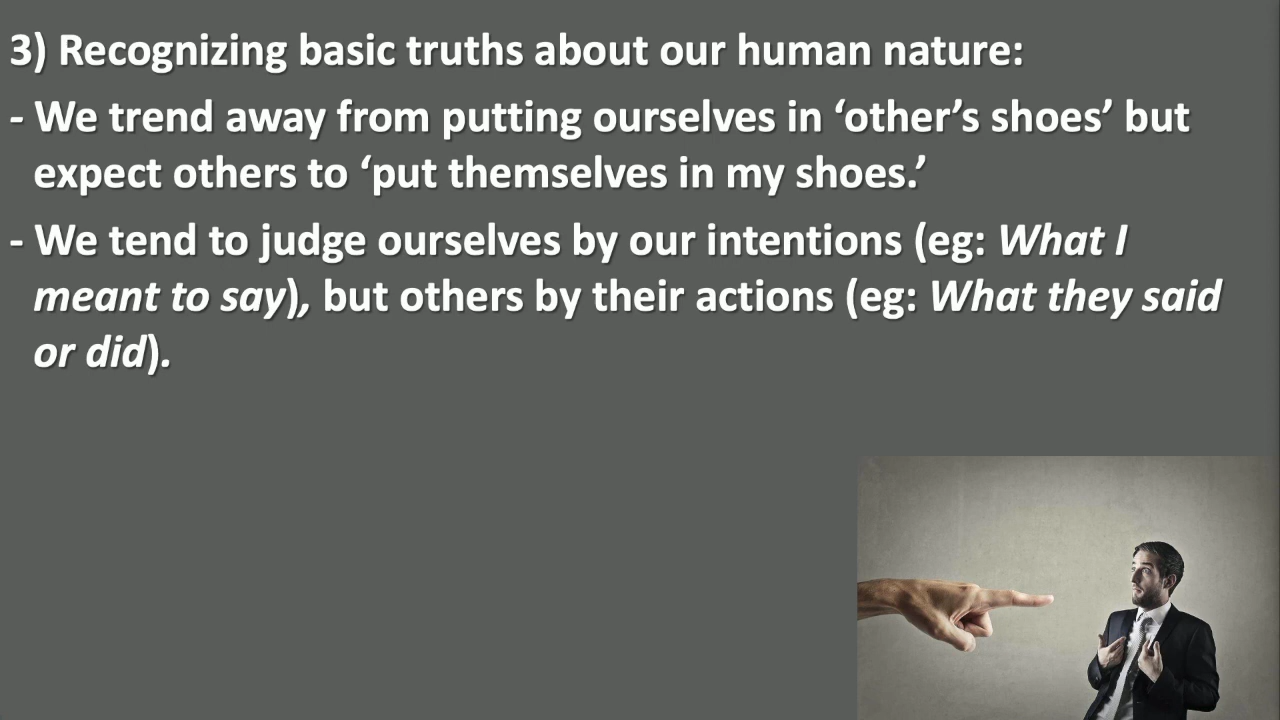 3) Recognizing basic truths about our human nature:
- We trend away from putting ourselves in ‘other’s shoes’ but
expect others to ‘put themselves in my shoes.’
- We tend to judge ourselves by our intentions (eg: What I
meant to say), but others by their actions (eg: What they said
or did).